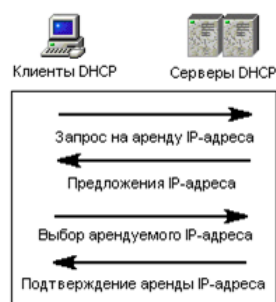 Клиенты DHCP
Серверы DHCP
Запрос на аренду IP-адреса
Предложения IP-адреса
Выбор арендуемого IP-адреса
Подтверждение аренды IP-адреса